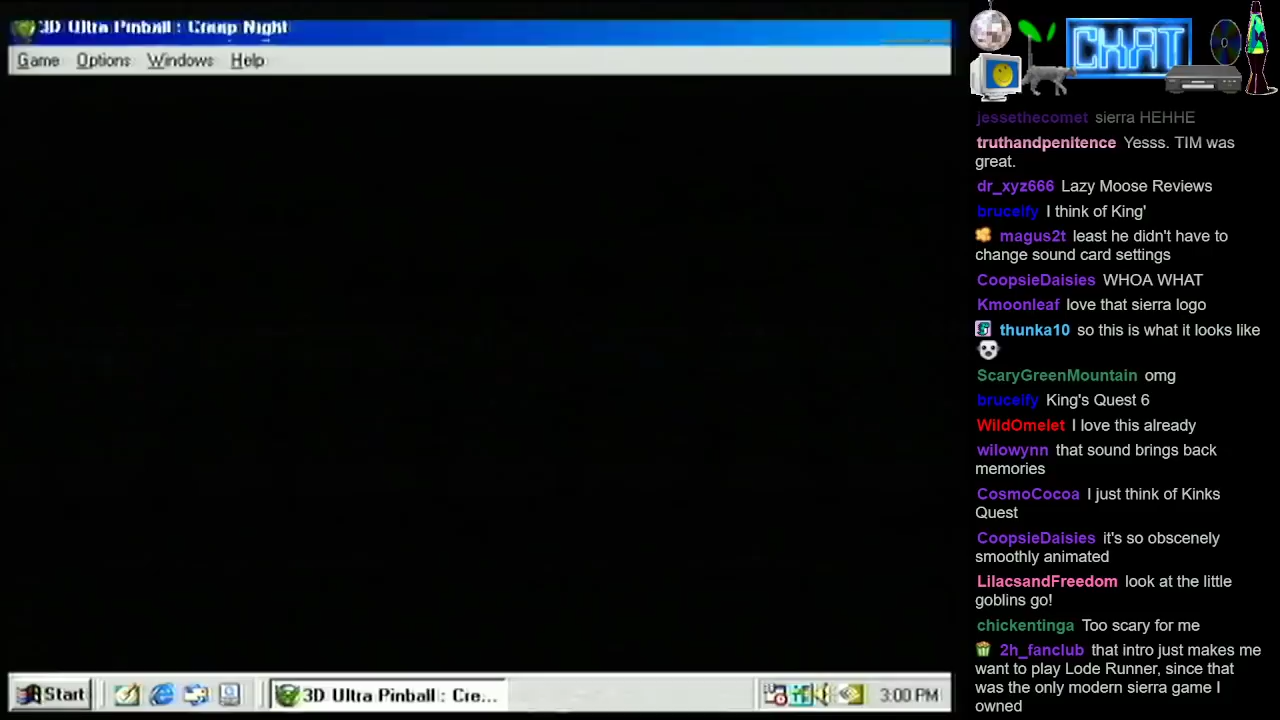 3D Ultra Pinball : Creep Night
Game Options Windows Help
Start
3D Ultra Pinball : Cre...
3:00 PM
CHAT
jessethecomet sierra HEHHE
truthandpenitence Yesss. TIM was
great.
dr_xyz666 Lazy Moose Reviews
bruceify I think of King'
magus2t least he didn't have to
change sound card settings
CoopsieDaisies WHOA WHAT
Kmoonleaf love that sierra logo
thunka10 so this is what it looks like
ScaryGreenMountain omg
bruceify King's Quest 6
WildOmelet I love this already
wilowynn that sound brings back
memories
CosmoCocoa I just think of Kinks
Quest
CoopsieDaisies it's so obscenely
smoothly animated
LilacsandFreedom look at the little
goblins go!
chickentinga Too scary for me
2h_fanclub that intro just makes me
want to play Lode Runner, since that
was the only modern sierra game I
owned